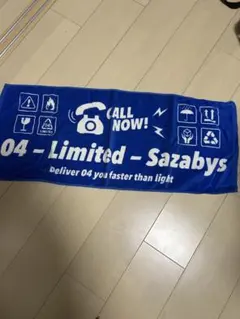 CALL
NOW!
04 – Limited – Sazabys
Deliver 04 you faster than light